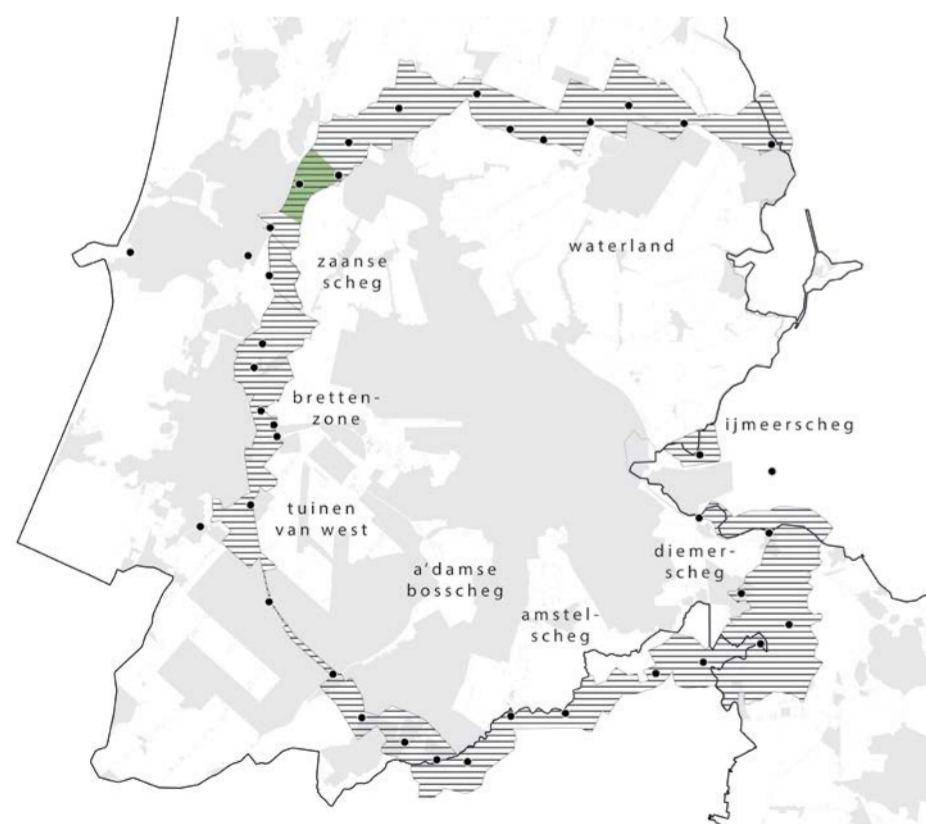 waterland
zaanse
scheg
bretten-
zone
ijmeerscheg
tuinen
van west
diemer-
scheg
a'damse
bosscheg
amstel-
scheg